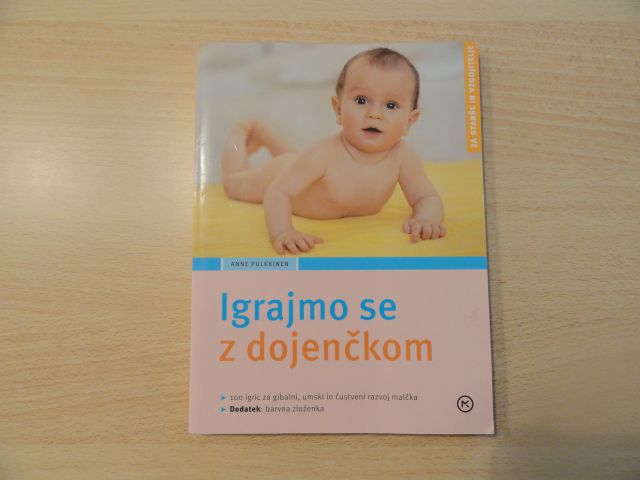 ZA STARŠE IN VZGOJITELJE
ANNE PULKKINEN
Igrajmo se
z dojenčkom
➤ 100 igric za gibalni, umski in čustveni razvoj malčka
➤ Dodatek: barvna zloženka